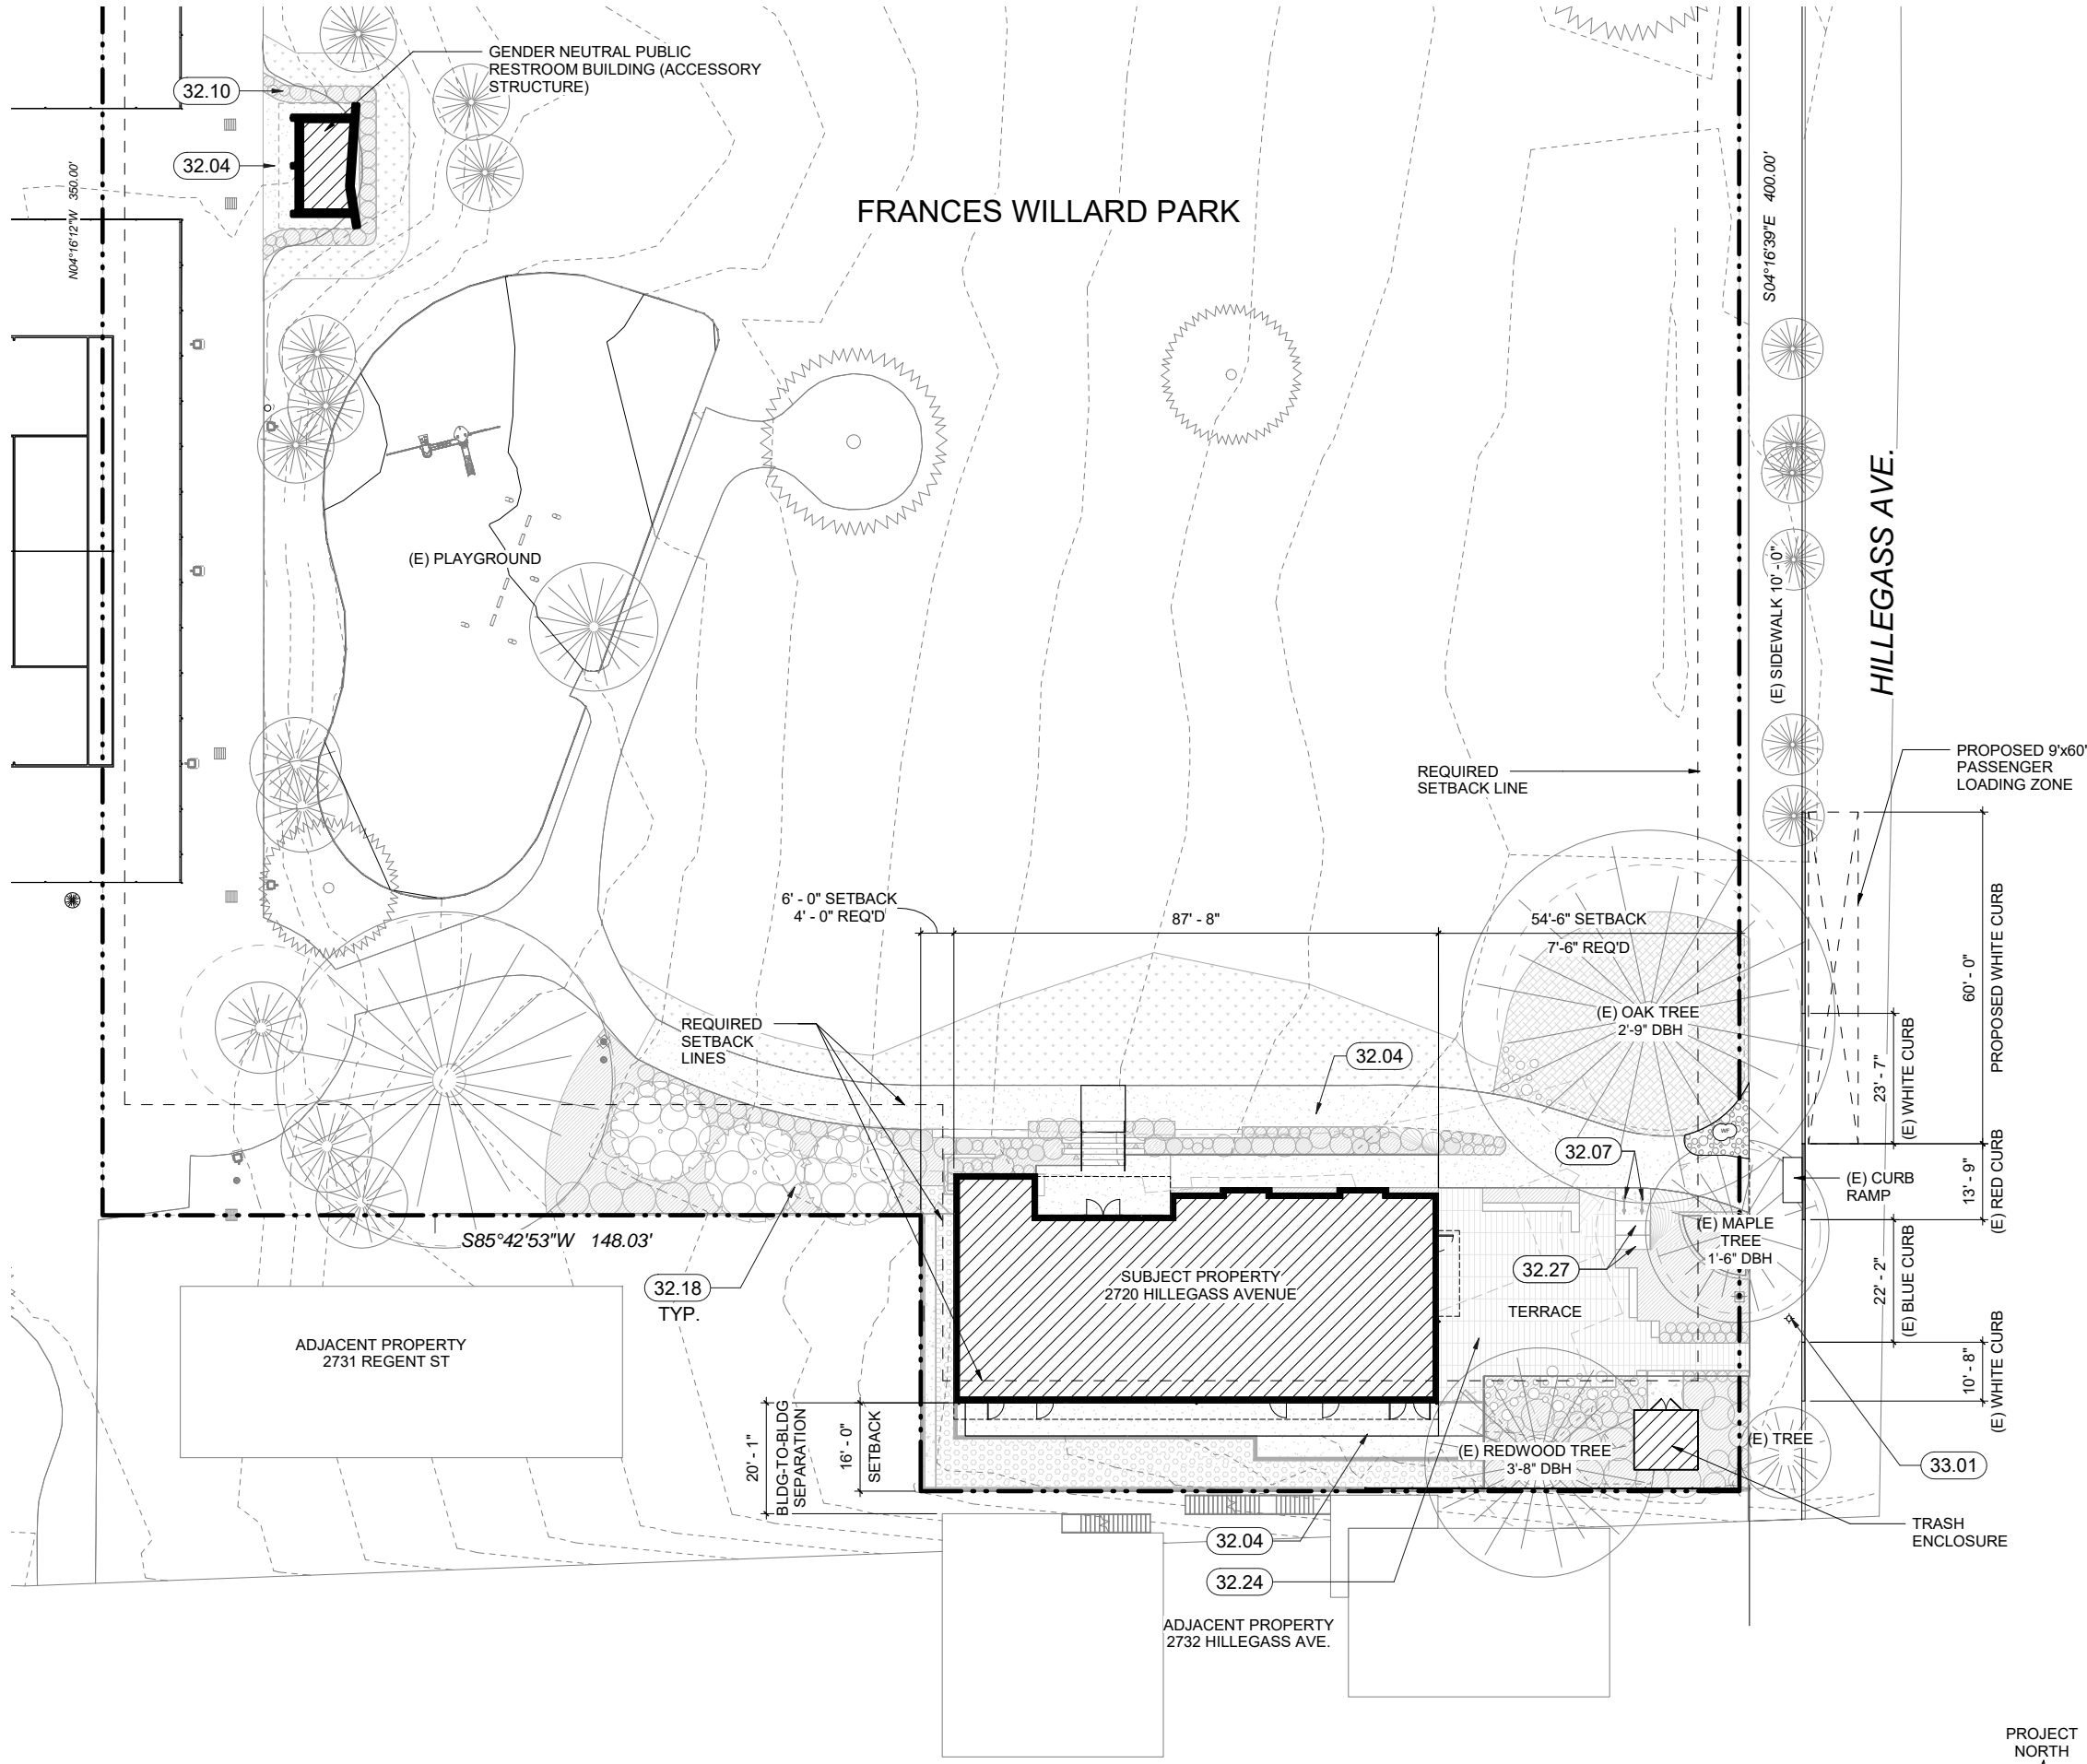 GENDER NEUTRAL PUBLIC
RESTROOM BUILDING (ACCESSORY
STRUCTURE)
32.10
32.04
N04°16'12"W 350.00'
FRANCES WILLARD PARK
S04°16'39"E 400.00'
(E) PLAYGROUND
(E) SIDEWALK 10' - 0"
HILLEGASS AVE.
REQUIRED
SETBACK LINE
PROPOSED 9'x60'
PASSENGER
LOADING ZONE
6' - 0" SETBACK
4' - 0" REQ'D
87' - 8"
54'-6" SETBACK
7'-6" REQ'D
60' - 0"
PROPOSED WHITE CURB
(E) OAK TREE
2'-9" DBH
REQUIRED
SETBACK
LINES
32.04
23' - 7"
(E) WHITE CURB
WF
32.07
13' - 9"
(E) RED CURB
(E) CURB
RAMP
(E) MAPLE
TREE
1'-6" DBH
S85°42'53"W 148.03'
32.18
TYP.
SUBJECT PROPERTY
2720 HILLEGASS AVENUE
32.27
TERRACE
22' - 2"
(E) BLUE CURB
ADJACENT PROPERTY
2731 REGENT ST
10' - 8"
(E) WHITE CURB
20' - 1"
BLDG-TO-BLDG
SEPARATION
16' - 0"
SETBACK
(E) REDWOOD TREE
3'-8" DBH
(E) TREE
33.01
TRASH
ENCLOSURE
32.04
32.24
ADJACENT PROPERTY
2732 HILLEGASS AVE.
PROJECT
NORTH